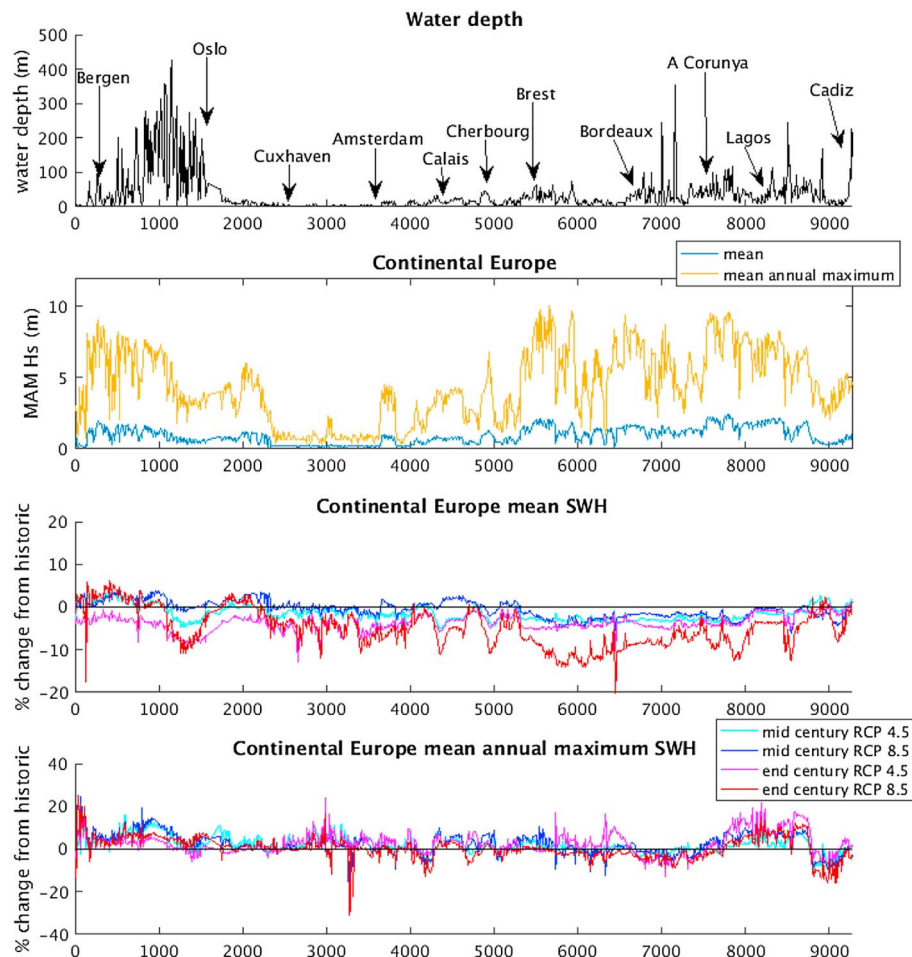 Water depth
water depth (m)
500
400
300
200
100
0
Bergen
Oslo
Cuxhaven
Amsterdam
Calais
Cherbourg
Brest
Bordeaux
A Corunya
Lagos
Cadiz
0 1000 2000 3000 4000 5000 6000 7000 8000 9000
Continental Europe
mean
mean annual maximum
MAM Hs (m)
10
5
0
0 1000 2000 3000 4000 5000 6000 7000 8000 9000
Continental Europe mean SWH
% change from historic
20
10
0
−10
−20
0 1000 2000 3000 4000 5000 6000 7000 8000 9000
Continental Europe mean annual maximum SWH
mid century RCP 4.5
mid century RCP 8.5
end century RCP 4.5
end century RCP 8.5
% change from historic
40
20
0
−20
−40
0 1000 2000 3000 4000 5000 6000 7000 8000 9000